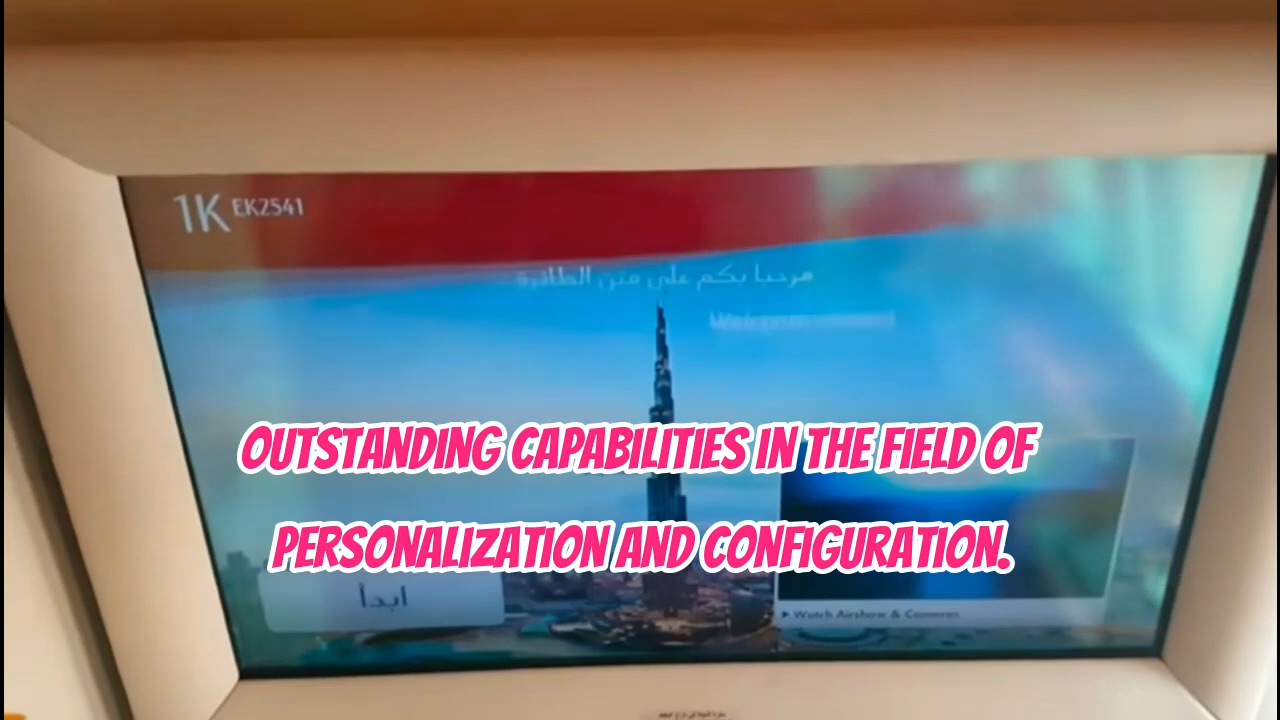 1K EK2541
مرحبا بكم على متن الطائرة
OUTSTANDING CAPABILITIES IN THE FIELD OF
PERSONALIZATION AND CONFIGURATION.
ابدأ
Watch Airshow & Cameras